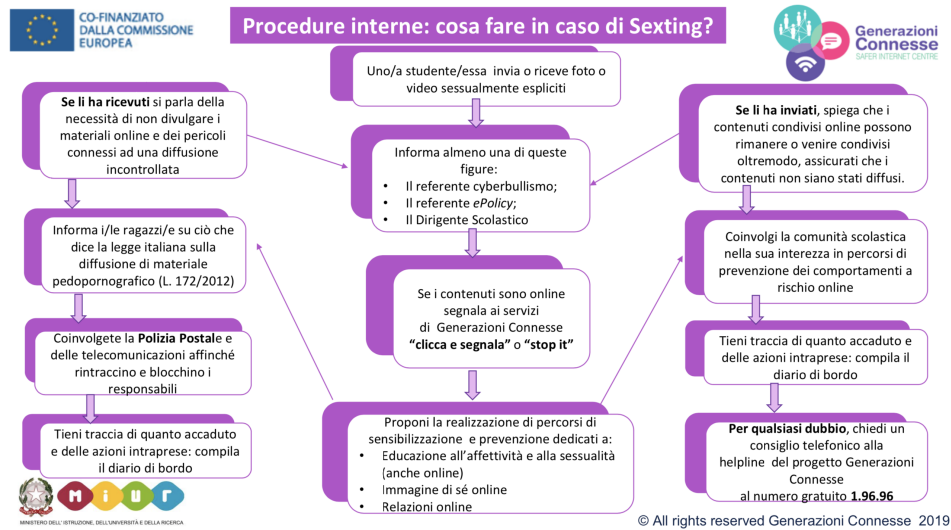 CO-FINANZIATO
DALLA COMMISSIONE
EUROPEA
Procedure interne: cosa fare in caso di Sexting?
Generazioni
Connesse
SAFER INTERNET CENTRE
Uno/a studente/essa invia o riceve foto o
video sessualmente espliciti
Se li ha ricevuti si parla della
necessità di non divulgare i
materiali online e dei pericoli
connessi ad una diffusione
incontrollata
Informa i/le ragazzi/e su ciò che
dice la legge italiana sulla
diffusione di materiale
pedopornografico (L. 172/2012)
Coinvolgete la Polizia Postale e
delle telecomunicazioni affinché
rintraccino e blocchino i
responsabili
Tieni traccia di quanto accaduto
e delle azioni intraprese: compila
il diario di bordo
Informa almeno una di queste
figure:
• Il referente cyberbullismo;
• Il referente ePolicy;
• Il Dirigente Scolastico
Se i contenuti sono online
segnala ai servizi
di Generazioni Connesse
“clicca e segnala” o “stop it”
Proponi la realizzazione di percorsi di
sensibilizzazione e prevenzione dedicati a:
• Educazione all’affettività e alla sessualità
(anche online)
• Immagine di sé online
• Relazioni online
Se li ha inviati, spiega che i
contenuti condivisi online possono
rimanere o venire condivisi
oltremodo, assicurati che i
contenuti non siano stati diffusi.
Coinvolgi la comunità scolastica
nella sua interezza in percorsi di
prevenzione dei comportamenti a
rischio online
Tieni traccia di quanto accaduto e
delle azioni intraprese: compila il
diario di bordo
Per qualsiasi dubbio, chiedi un
consiglio telefonico alla
helpline del progetto Generazioni
Connesse
al numero gratuito 1.96.96
miur
MINISTERO DELL’ ISTRUZIONE, DELL’UNIVERSITÀ E DELLA RICERCA
© All rights reserved Generazioni Connesse 2019